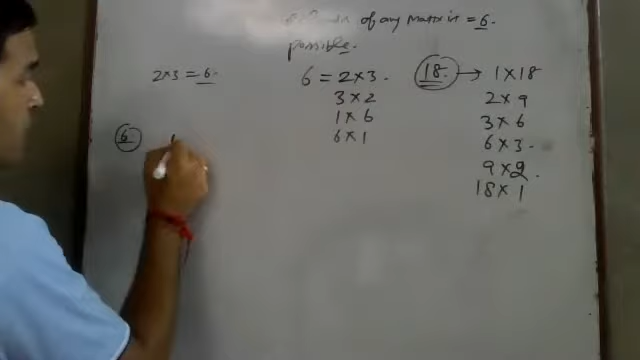 of any Matrix is = 6.
possible.
2×3 = 6.
6 = 2×3.
3×2
1×6
6×1
18. → 1×18
2×9
3×6
6×3.
9×2.
18×1
6.